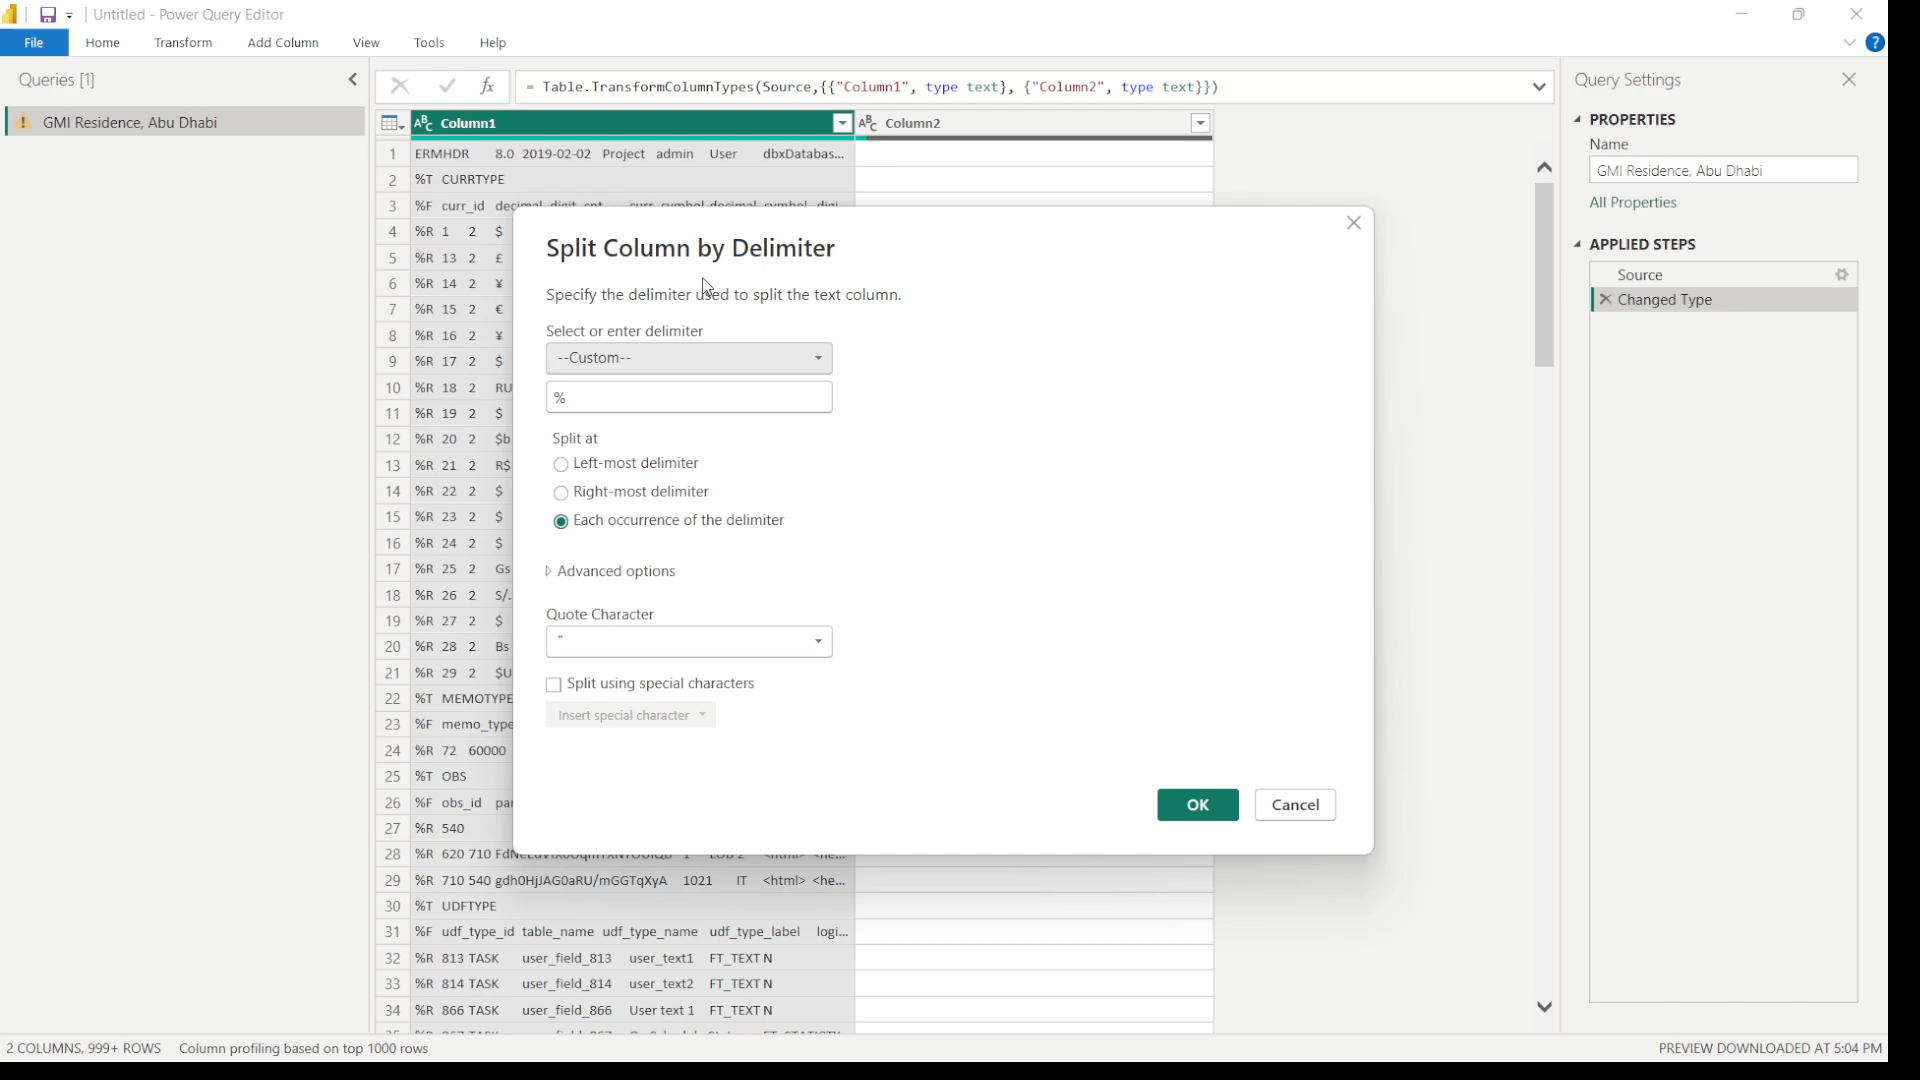 Untitled - Power Query Editor
File Home Transform Add Column View Tools Help
?
Queries [1]
GMI Residence, Abu Dhabi
fx = Table.TransformColumnTypes(Source,{{"Column1", type text}, {"Column2", type text}})
ABC Column1 ABC Column2
1 ERMHDR 8.0 2019-02-02 Project admin User dbxDatabas...
2 %T CURRTYPE
3 %F curr_id decimal_digit_cnt curr_symbol decimal_symbol digi...
4 %R 1 2 $
5 %R 13 2 £
6 %R 14 2 ¥
7 %R 15 2 €
8 %R 16 2 ¥
9 %R 17 2 $
10 %R 18 2 RU
11 %R 19 2 $
12 %R 20 2 $b
13 %R 21 2 R$
14 %R 22 2 $
15 %R 23 2 $
16 %R 24 2 $
17 %R 25 2 Gs
18 %R 26 2 S/.
19 %R 27 2 $
20 %R 28 2 Bs
21 %R 29 2 $U
22 %T MEMOTYPE
23 %F memo_type
24 %R 72 60000
25 %T OBS
26 %F obs_id par
27 %R 540
28 %R 620 710
29 %R 710 540 gdh0HjJAG0aRU/mGGTqXyA 1021 IT <html> <he...
30 %T UDFTYPE
31 %F udf_type_id table_name udf_type_name udf_type_label logi...
32 %R 813 TASK user_field_813 user_text1 FT_TEXT N
33 %R 814 TASK user_field_814 user_text2 FT_TEXT N
34 %R 866 TASK user_field_866 User text 1 FT_TEXT N
Split Column by Delimiter
Specify the delimiter used to split the text column.
Select or enter delimiter
--Custom--
%
Split at
Left-most delimiter
Right-most delimiter
Each occurrence of the delimiter
Advanced options
Quote Character
"
Split using special characters
Insert special character
OK Cancel
Query Settings
PROPERTIES
Name
GMI Residence, Abu Dhabi
All Properties
APPLIED STEPS
Source
Changed Type
2 COLUMNS, 999+ ROWS Column profiling based on top 1000 rows
PREVIEW DOWNLOADED AT 5:04 PM